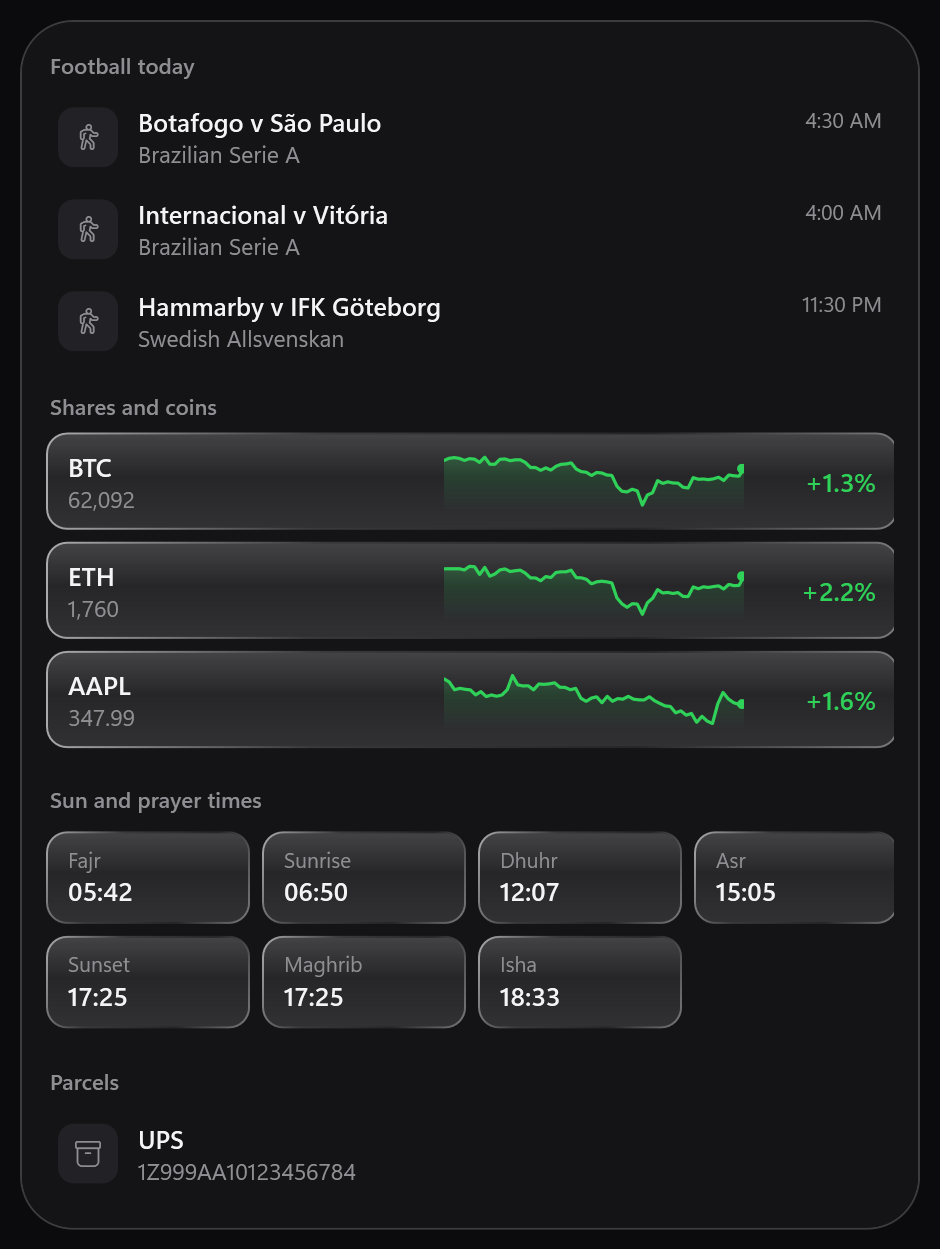 Football today
Botafogo v São Paulo
4:30 AM
Brazilian Serie A
Internacional v Vitória
4:00 AM
Brazilian Serie A
Hammarby v IFK Göteborg
11:30 PM
Swedish Allsvenskan
Shares and coins
BTC
62,092
+1.3%
ETH
1,760
+2.2%
AAPL
347.99
+1.6%
Sun and prayer times
Fajr
05:42
Sunrise
06:50
Dhuhr
12:07
Asr
15:05
Sunset
17:25
Maghrib
17:25
Isha
18:33
Parcels
UPS
1Z999AA10123456784